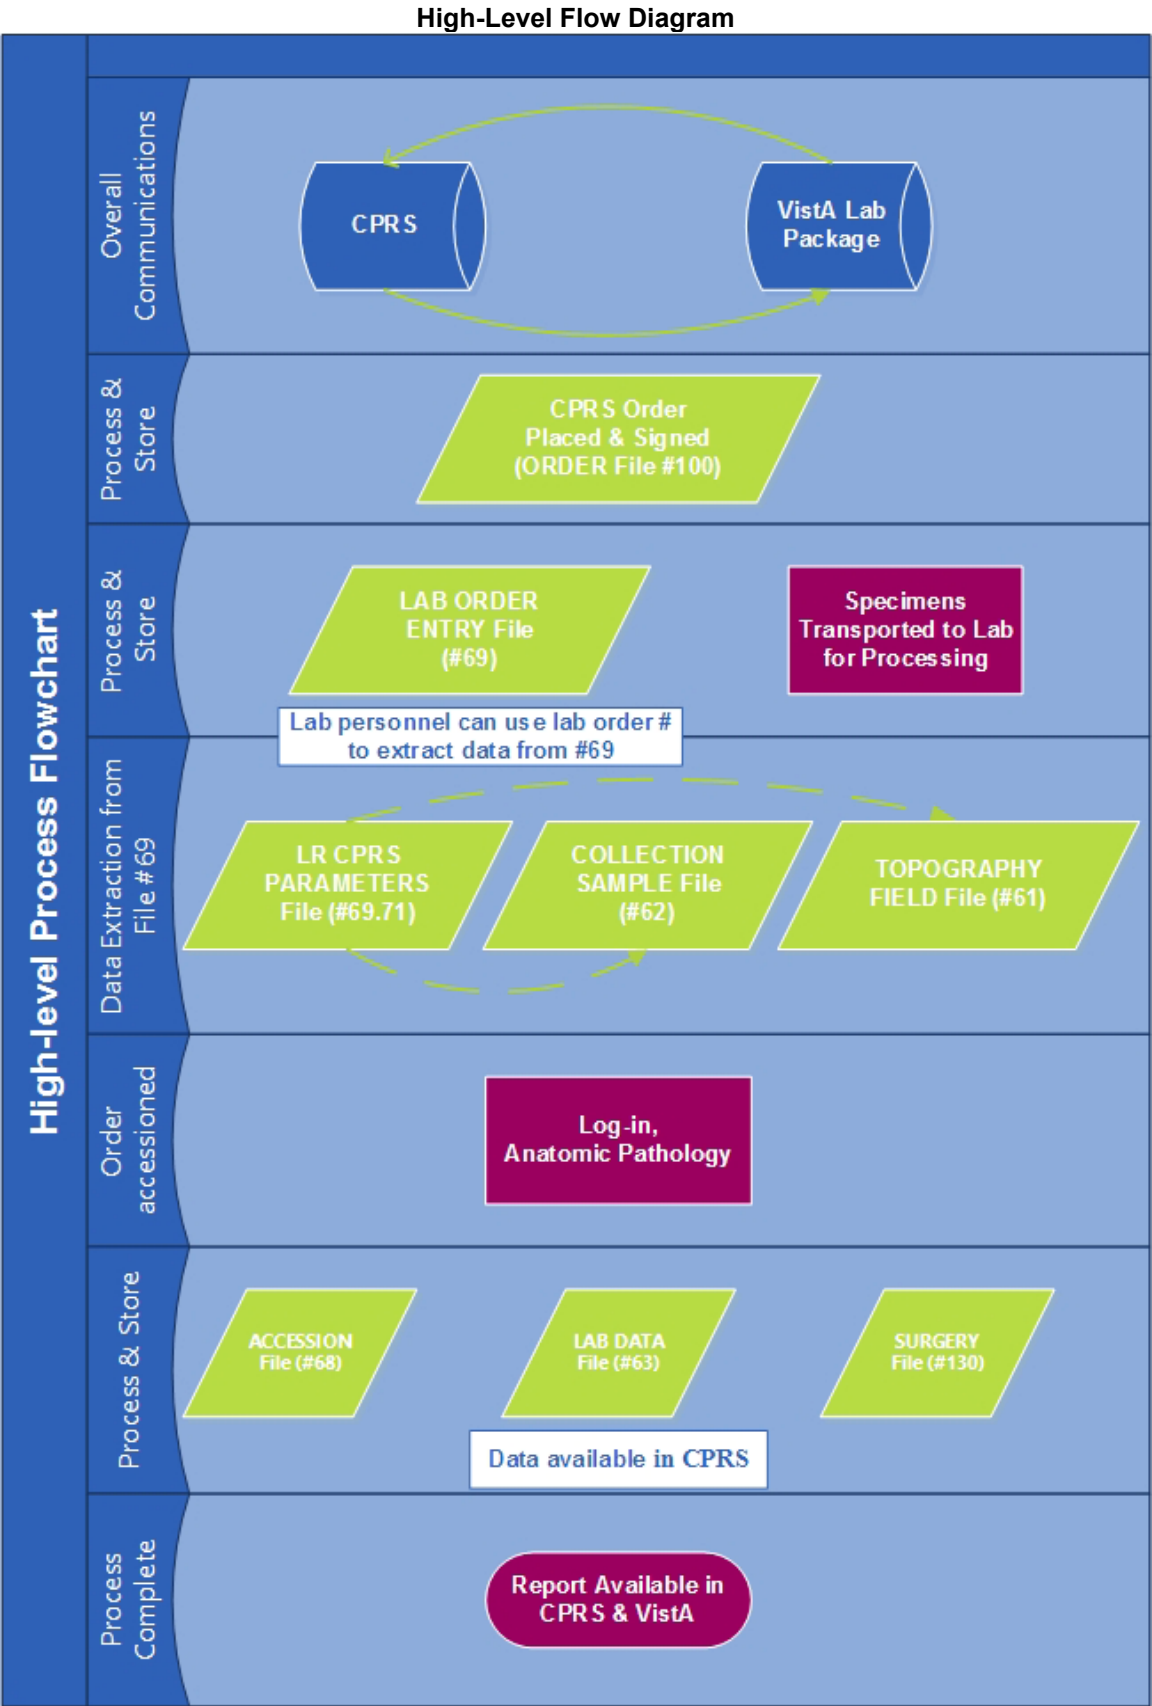 High-Level Flow Diagram
High-level Process Flowchart
Overall
Communications
CPRS
VistA Lab
Package
Process &
Store
CPRS Order
Placed & Signed
(ORDER File #100)
Process &
Store
LAB ORDER
ENTRY File
(#69)
Specimens
Transported to Lab
for Processing
Lab personnel can use lab order #
to extract data from #69
Data Extraction from
File #69
LR CPRS
PARAMETERS
File (#69.71)
COLLECTION
SAMPLE File
(#62)
TOPOGRAPHY
FIELD File (#61)
Order
accessioned
Log-in,
Anatomic Pathology
Process & Store
ACCESSION
File (#68)
LAB DATA
File (#63)
SURGERY
File (#130)
Data available in CPRS
Process
Complete
Report Available in
CPRS & VistA